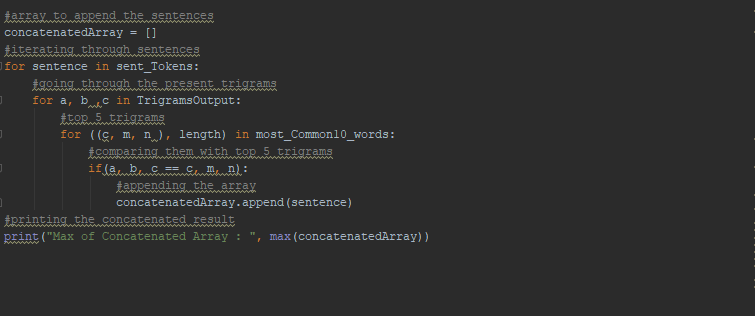 #array to append the sentences
concatenatedArray = []
#iterating through sentences
for sentence in sent_Tokens:
#going through the present trigrams
for a, b ,c in TrigramsOutput:
#top 5 trigrams
for ((c, m, n ), length) in most_Common10_words:
#comparing them with top 5 trigrams
if(a, b, c == c, m, n):
#appending the array
concatenatedArray.append(sentence)
#printing the concatenated result
print("Max of Concatenated Array : ", max(concatenatedArray))